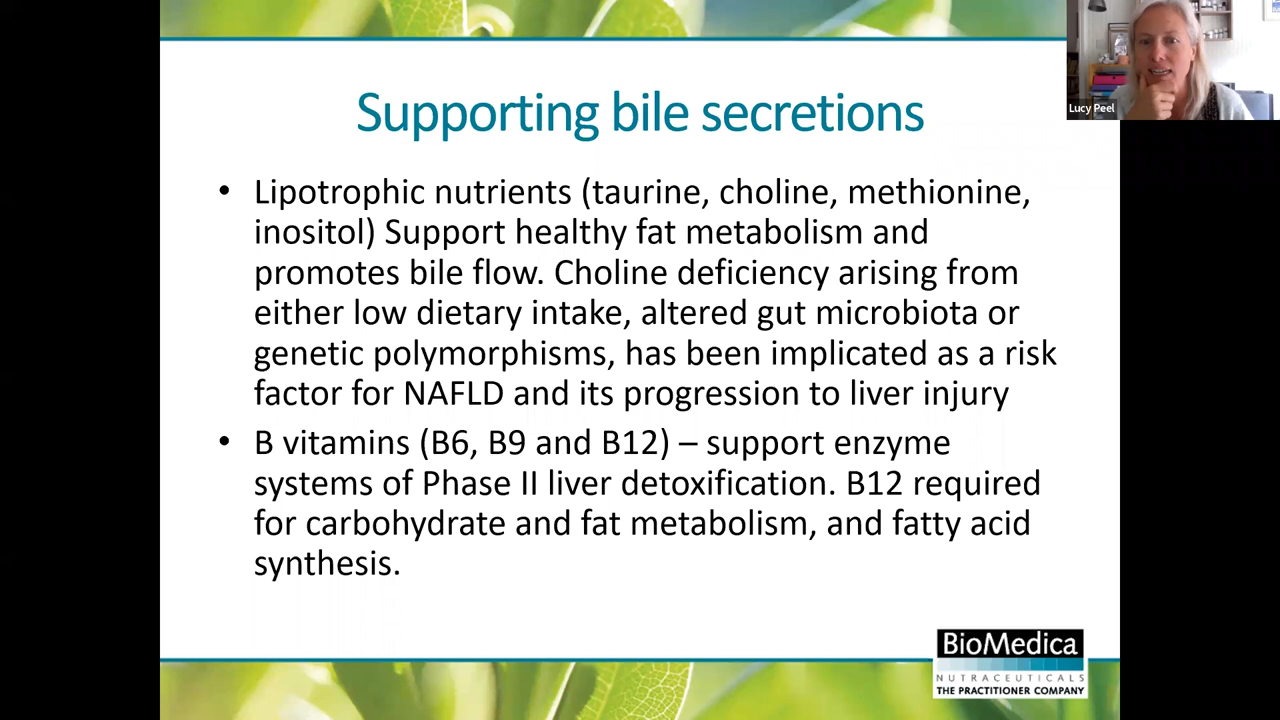 Supporting bile secretions
Lucy Peel
• Lipotrophic nutrients (taurine, choline, methionine,
inositol) Support healthy fat metabolism and
promotes bile flow. Choline deficiency arising from
either low dietary intake, altered gut microbiota or
genetic polymorphisms, has been implicated as a risk
factor for NAFLD and its progression to liver injury
• B vitamins (B6, B9 and B12) – support enzyme
systems of Phase II liver detoxification. B12 required
for carbohydrate and fat metabolism, and fatty acid
synthesis.
BioMedica
NUTRACEUTICALS
THE PRACTITIONER COMPANY